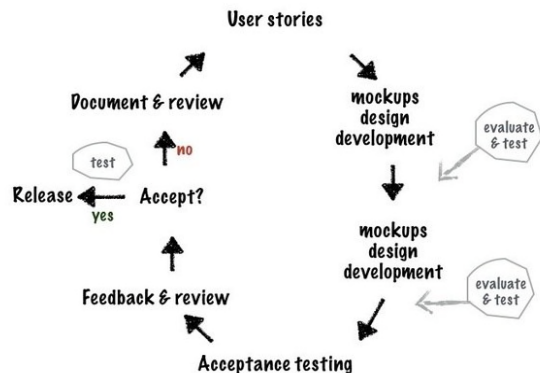 User stories
Document & review
mockups
design
development
evaluate
& test
test
no
Release
Accept?
yes
mockups
design
development
evaluate
& test
Feedback & review
Acceptance testing